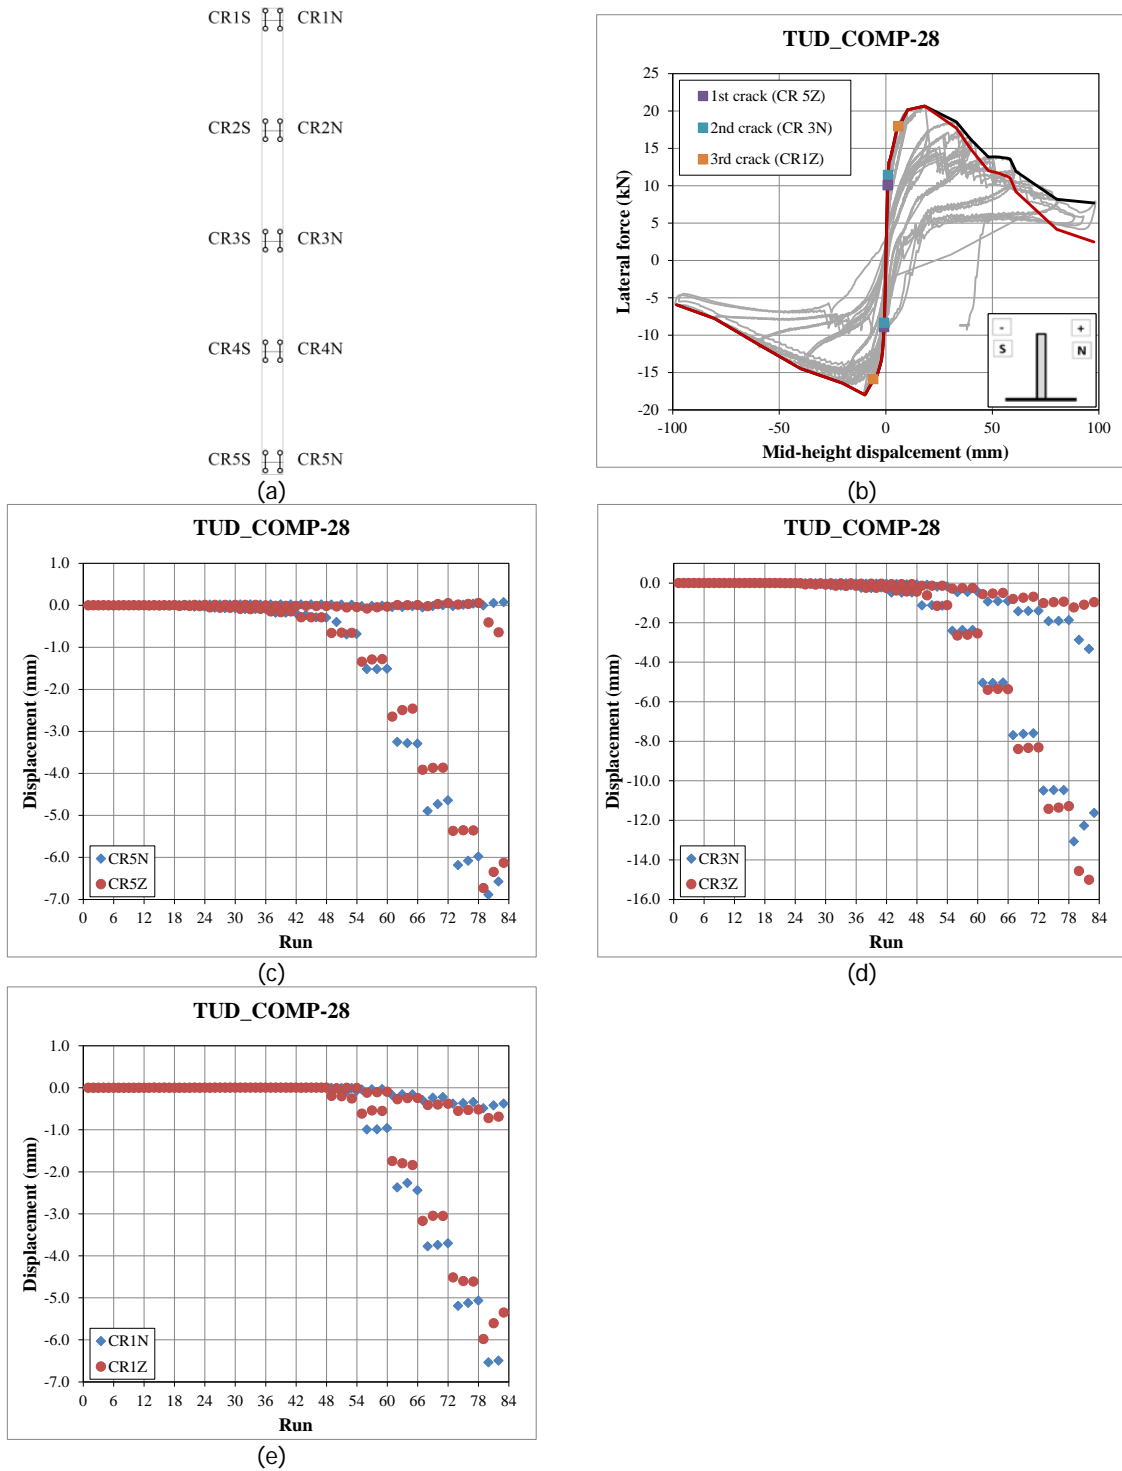 CR1S CR1N
CR2S CR2N
CR3S CR3N
CR4S CR4N
CR5S CR5N
(a)
TUD_COMP-28
25
20
15
10
5
0
-5
-10
-15
-20
Lateral force (kN)
1st crack (CR 5Z)
2nd crack (CR 3N)
3rd crack (CR1Z)
- +
S N
-100 -50 0 50 100
Mid-height dispalcement (mm)
(b)
TUD_COMP-28
1.0
0.0
-1.0
-2.0
-3.0
-4.0
-5.0
-6.0
-7.0
Displacement (mm)
CR5N
CR5Z
0 6 12 18 24 30 36 42 48 54 60 66 72 78 84
Run
(c)
TUD_COMP-28
0.0
-2.0
-4.0
-6.0
-8.0
-10.0
-12.0
-14.0
-16.0
Displacement (mm)
CR3N
CR3Z
0 6 12 18 24 30 36 42 48 54 60 66 72 78 84
Run
(d)
TUD_COMP-28
1.0
0.0
-1.0
-2.0
-3.0
-4.0
-5.0
-6.0
-7.0
Displacement (mm)
CR1N
CR1Z
0 6 12 18 24 30 36 42 48 54 60 66 72 78 84
Run
(e)